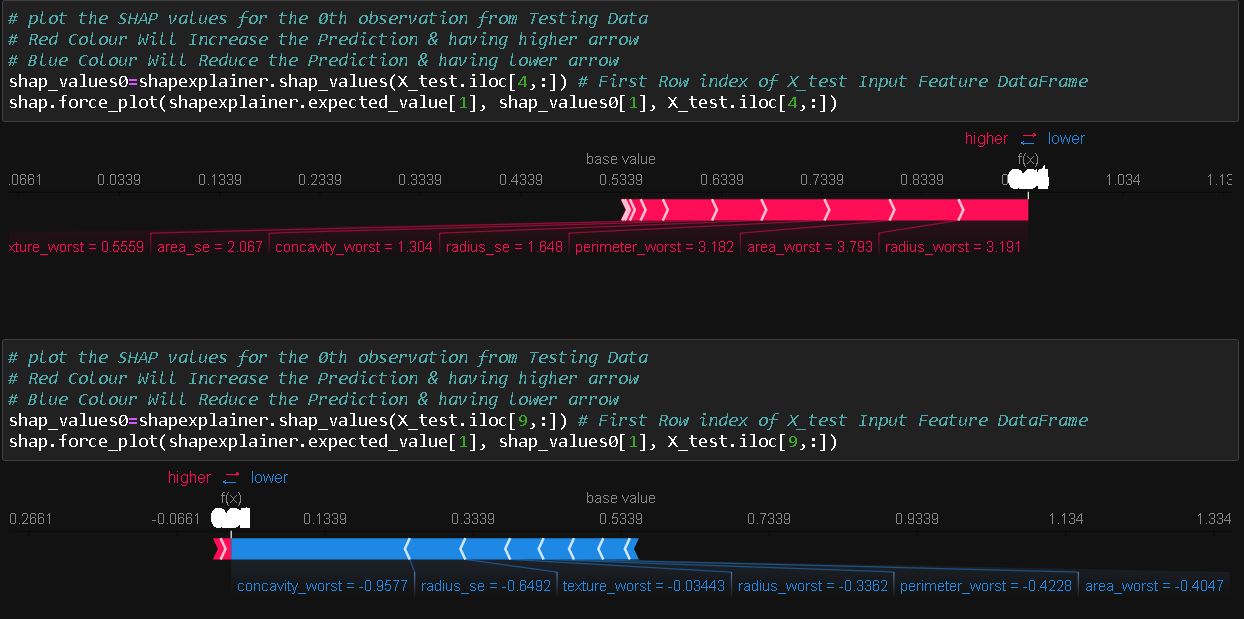 # plot the SHAP values for the 0th observation from Testing Data
# Red Colour Will Increase the Prediction & having higher arrow
# Blue Colour Will Reduce the Prediction & having lower arrow
shap_values0=shapexplainer.shap_values(X_test.iloc[4,:]) # First Row index of X_test Input Feature DataFrame
shap.force_plot(shapexplainer.expected_value[1], shap_values0[1], X_test.iloc[4,:])
higher ⇄ lower
base value f(x)
.0661 0.0339 0.1339 0.2339 0.3339 0.4339 0.5339 0.6339 0.7339 0.8339 1.034 1.13
xture_worst = 0.5559 area_se = 2.067 concavity_worst = 1.304 radius_se = 1.648 perimeter_worst = 3.182 area_worst = 3.793 radius_worst = 3.191
# plot the SHAP values for the 0th observation from Testing Data
# Red Colour Will Increase the Prediction & having higher arrow
# Blue Colour Will Reduce the Prediction & having lower arrow
shap_values0=shapexplainer.shap_values(X_test.iloc[9,:]) # First Row index of X_test Input Feature DataFrame
shap.force_plot(shapexplainer.expected_value[1], shap_values0[1], X_test.iloc[9,:])
higher ⇄ lower
f(x) base value
0.2661 -0.0661 0.1339 0.3339 0.5339 0.7339 0.9339 1.134 1.334
concavity_worst = -0.9577 radius_se = -0.6492 texture_worst = -0.03443 radius_worst = -0.3362 perimeter_worst = -0.4228 area_worst = -0.4047